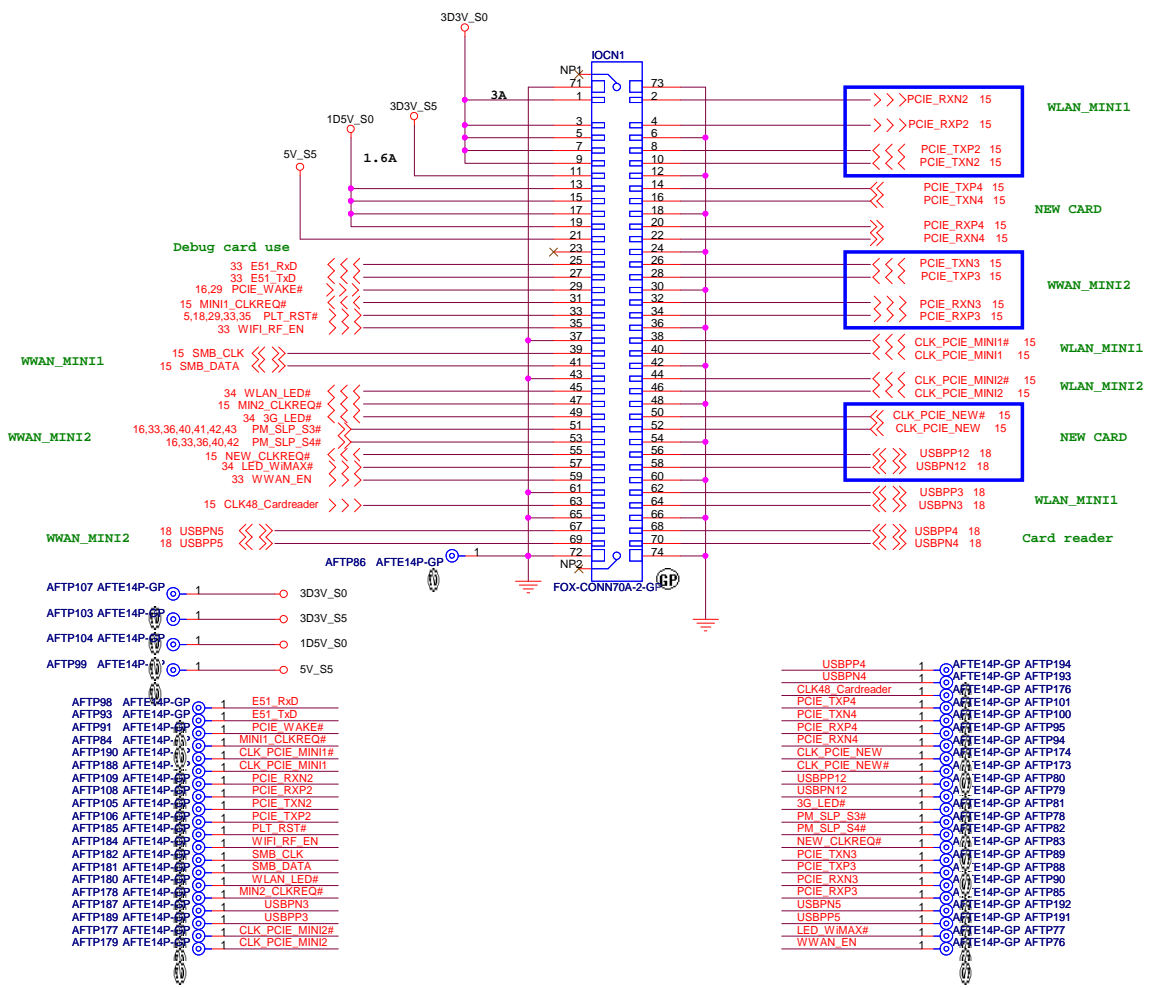 3D3V_S0
IOCN1
NP1
71 73
3A
1 2 PCIE_RXN2 15
WLAN_MINI1
3D3V_S5
1D5V_S0
3 4 PCIE_RXP2 15
5 6
5V_S5
1.6A
7 8 PCIE_TXP2 15
9 10 PCIE_TXN2 15
11 12
13 14 PCIE_TXP4 15
15 16 PCIE_TXN4 15
NEW CARD
17 18
19 20 PCIE_RXP4 15
21 22 PCIE_RXN4 15
Debug card use
23 24
33 E51_RxD 25 26 PCIE_TXN3 15
33 E51_TxD 27 28 PCIE_TXP3 15
WWAN_MINI2
16,29 PCIE_WAKE# 29 30
15 MINI1_CLKREQ# 31 32 PCIE_RXN3 15
5,18,29,33,35 PLT_RST# 33 34 PCIE_RXP3 15
33 WIFI_RF_EN 35 36
37 38 CLK_PCIE_MINI1# 15
WWAN_MINI1
15 SMB_CLK 39 40 CLK_PCIE_MINI1 15
WLAN_MINI1
15 SMB_DATA 41 42
43 44 CLK_PCIE_MINI2# 15
WLAN_MINI2
34 WLAN_LED# 45 46 CLK_PCIE_MINI2 15
15 MIN2_CLKREQ# 47 48
34 3G_LED# 49 50 CLK_PCIE_NEW# 15
WWAN_MINI2
16,33,36,40,41,42,43 PM_SLP_S3# 51 52 CLK_PCIE_NEW 15
NEW CARD
16,33,36,40,42 PM_SLP_S4# 53 54
15 NEW_CLKREQ# 55 56 USBPP12 18
34 LED_WiMAX# 57 58 USBPN12 18
33 WWAN_EN 59 60
61 62 USBPP3 18
WLAN_MINI1
15 CLK48_Cardreader 63 64 USBPN3 18
65 66
WWAN_MINI2
18 USBPN5 67 68 USBPP4 18
Card reader
18 USBPP5 69 70 USBPN4 18
AFTP86 AFTE14P-GP 1 72 74
NP2
FOX-CONN70A-2-GP
GP
AFTP107 AFTE14P-GP 1 3D3V_S0
AFTP103 AFTE14P-GP 1 3D3V_S5
AFTP104 AFTE14P-GP 1 1D5V_S0
AFTP99 AFTE14P-GP 1 5V_S5
AFTP98 AFTE14P-GP 1 E51_RxD
AFTP93 AFTE14P-GP 1 E51_TxD
AFTP91 AFTE14P-GP 1 PCIE_WAKE#
AFTP84 AFTE14P-GP 1 MINI1_CLKREQ#
AFTP190 AFTE14P-GP 1 CLK_PCIE_MINI1#
AFTP188 AFTE14P-GP 1 CLK_PCIE_MINI1
AFTP109 AFTE14P-GP 1 PCIE_RXN2
AFTP108 AFTE14P-GP 1 PCIE_RXP2
AFTP105 AFTE14P-GP 1 PCIE_TXN2
AFTP106 AFTE14P-GP 1 PCIE_TXP2
AFTP185 AFTE14P-GP 1 PLT_RST#
AFTP184 AFTE14P-GP 1 WIFI_RF_EN
AFTP182 AFTE14P-GP 1 SMB_CLK
AFTP181 AFTE14P-GP 1 SMB_DATA
AFTP180 AFTE14P-GP 1 WLAN_LED#
AFTP178 AFTE14P-GP 1 MIN2_CLKREQ#
AFTP187 AFTE14P-GP 1 USBPN3
AFTP189 AFTE14P-GP 1 USBPP3
AFTP177 AFTE14P-GP 1 CLK_PCIE_MINI2#
AFTP179 AFTE14P-GP 1 CLK_PCIE_MINI2
USBPP4 1 AFTE14P-GP AFTP194
USBPN4 1 AFTE14P-GP AFTP193
CLK48_Cardreader 1 AFTE14P-GP AFTP176
PCIE_TXP4 1 AFTE14P-GP AFTP101
PCIE_TXN4 1 AFTE14P-GP AFTP100
PCIE_RXP4 1 AFTE14P-GP AFTP95
PCIE_RXN4 1 AFTE14P-GP AFTP94
CLK_PCIE_NEW 1 AFTE14P-GP AFTP174
CLK_PCIE_NEW# 1 AFTE14P-GP AFTP173
USBPP12 1 AFTE14P-GP AFTP80
USBPN12 1 AFTE14P-GP AFTP79
3G_LED# 1 AFTE14P-GP AFTP81
PM_SLP_S3# 1 AFTE14P-GP AFTP78
PM_SLP_S4# 1 AFTE14P-GP AFTP82
NEW_CLKREQ# 1 AFTE14P-GP AFTP83
PCIE_TXN3 1 AFTE14P-GP AFTP89
PCIE_TXP3 1 AFTE14P-GP AFTP88
PCIE_RXN3 1 AFTE14P-GP AFTP90
PCIE_RXP3 1 AFTE14P-GP AFTP85
USBPN5 1 AFTE14P-GP AFTP192
USBPP5 1 AFTE14P-GP AFTP191
LED_WiMAX# 1 AFTE14P-GP AFTP77
WWAN_EN 1 AFTE14P-GP AFTP76